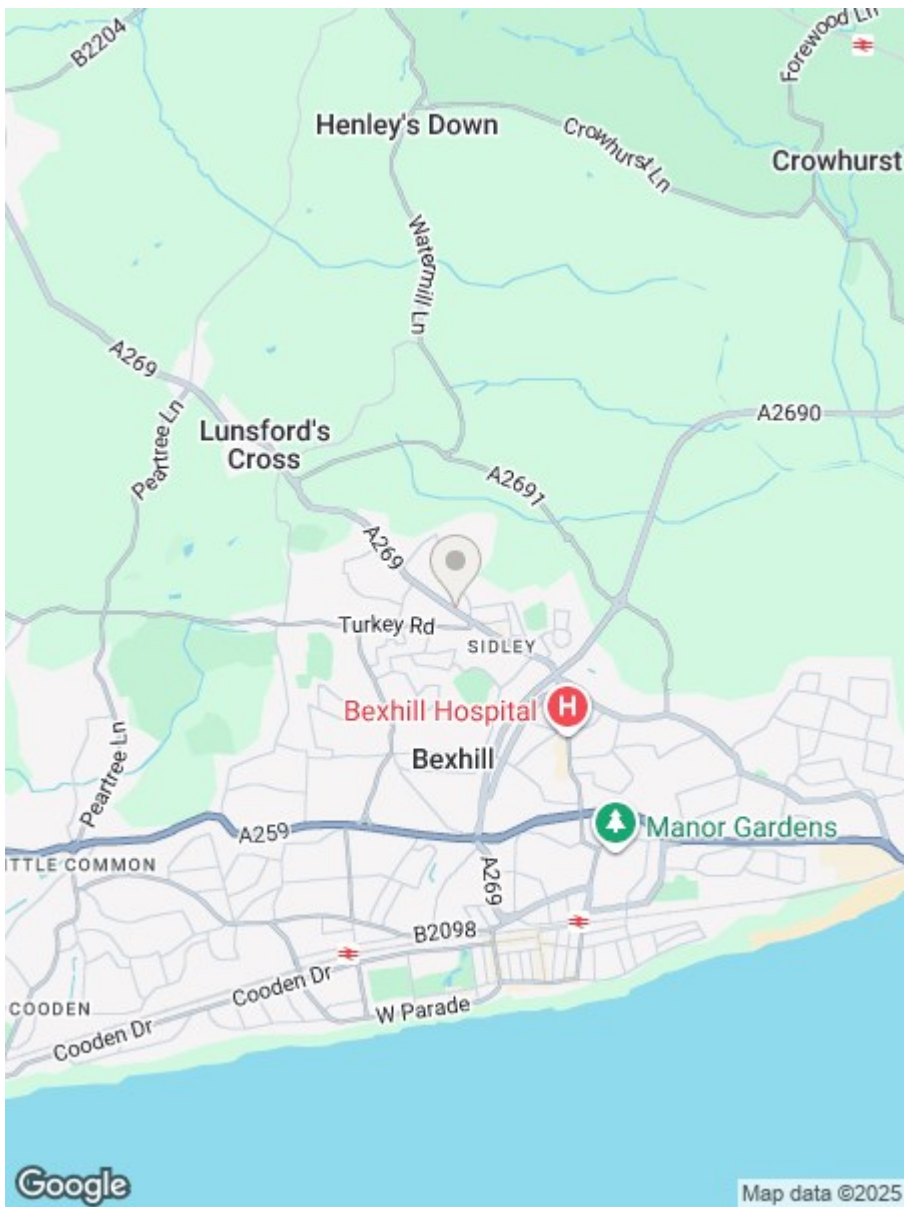 B2204
Forewood Ln
Henley's Down
Crowhurst Ln
Crowhurst
Watermill Ln
A269
A2690
Lunsford's
Cross
Peartree Ln
A2691
A269
Turkey Rd
SIDLEY
Bexhill Hospital
H
Bexhill
Peartree Ln
Manor Gardens
A259
ITTLE COMMON
A269
B2098
Cooden Dr
W Parade
COODEN
Cooden Dr
Google
Map data ©2025